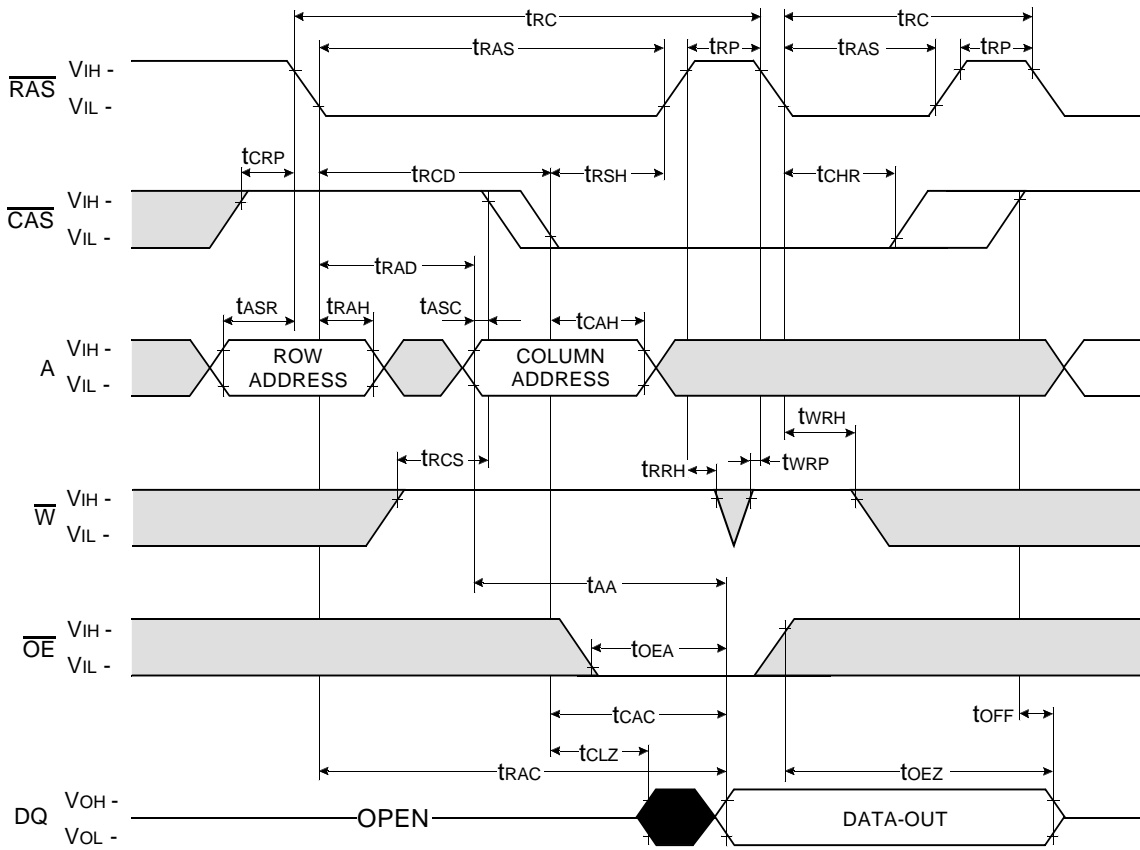 tRC tRC
tRAS tRP tRAS tRP
RAS VIH -
VIL -
tCRP tRCD tRSH tCHR
CAS VIH -
VIL -
tRAD
tASR tRAH tASC tCAH
A VIH -
VIL -
ROW ADDRESS
COLUMN ADDRESS
tWRH
tRCS tRRH tWRP
W VIH -
VIL -
tAA
OE VIH -
VIL -
tOEA
tCAC tOFF
tCLZ
tRAC tOEZ
DQ VOH -
VOL -
OPEN DATA-OUT